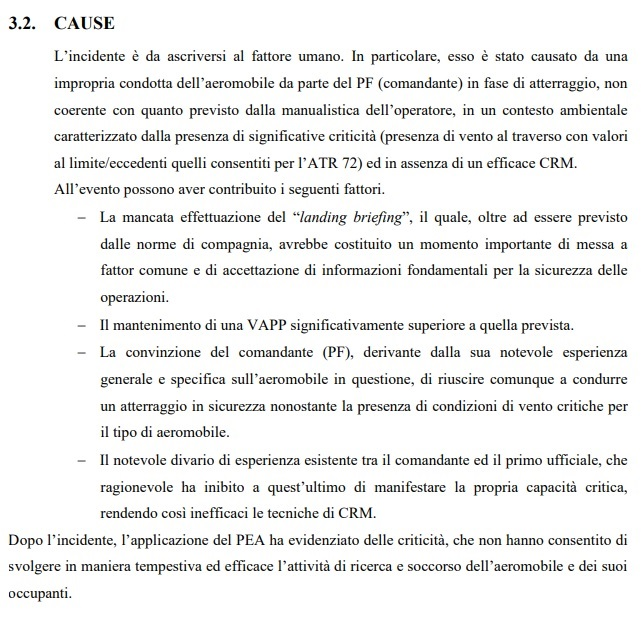 3.2. CAUSE
L'incidente è da ascriversi al fattore umano. In particolare, esso è stato causato da una
impropria condotta dell'aeromobile da parte del PF (comandante) in fase di atterraggio, non
coerente con quanto previsto dalla manualistica dell'operatore, in un contesto ambientale
caratterizzato dalla presenza di significative criticità (presenza di vento al traverso con valori
al limite/eccedenti quelli consentiti per l'ATR 72) ed in assenza di un efficace CRM.
All'evento possono aver contribuito i seguenti fattori.
− La mancata effettuazione del “landing briefing”, il quale, oltre ad essere previsto
dalle norme di compagnia, avrebbe costituito un momento importante di messa a
fattor comune e di accettazione di informazioni fondamentali per la sicurezza delle
operazioni.
− Il mantenimento di una VAPP significativamente superiore a quella prevista.
− La convinzione del comandante (PF), derivante dalla sua notevole esperienza
generale e specifica sull'aeromobile in questione, di riuscire comunque a condurre
un atterraggio in sicurezza nonostante la presenza di condizioni di vento critiche per
il tipo di aeromobile.
− Il notevole divario di esperienza esistente tra il comandante ed il primo ufficiale, che
ragionevole ha inibito a quest'ultimo di manifestare la propria capacità critica,
rendendo così inefficaci le tecniche di CRM.
Dopo l'incidente, l'applicazione del PEA ha evidenziato delle criticità, che non hanno consentito di
svolgere in maniera tempestiva ed efficace l'attività di ricerca e soccorso dell'aeromobile e dei suoi
occupanti.